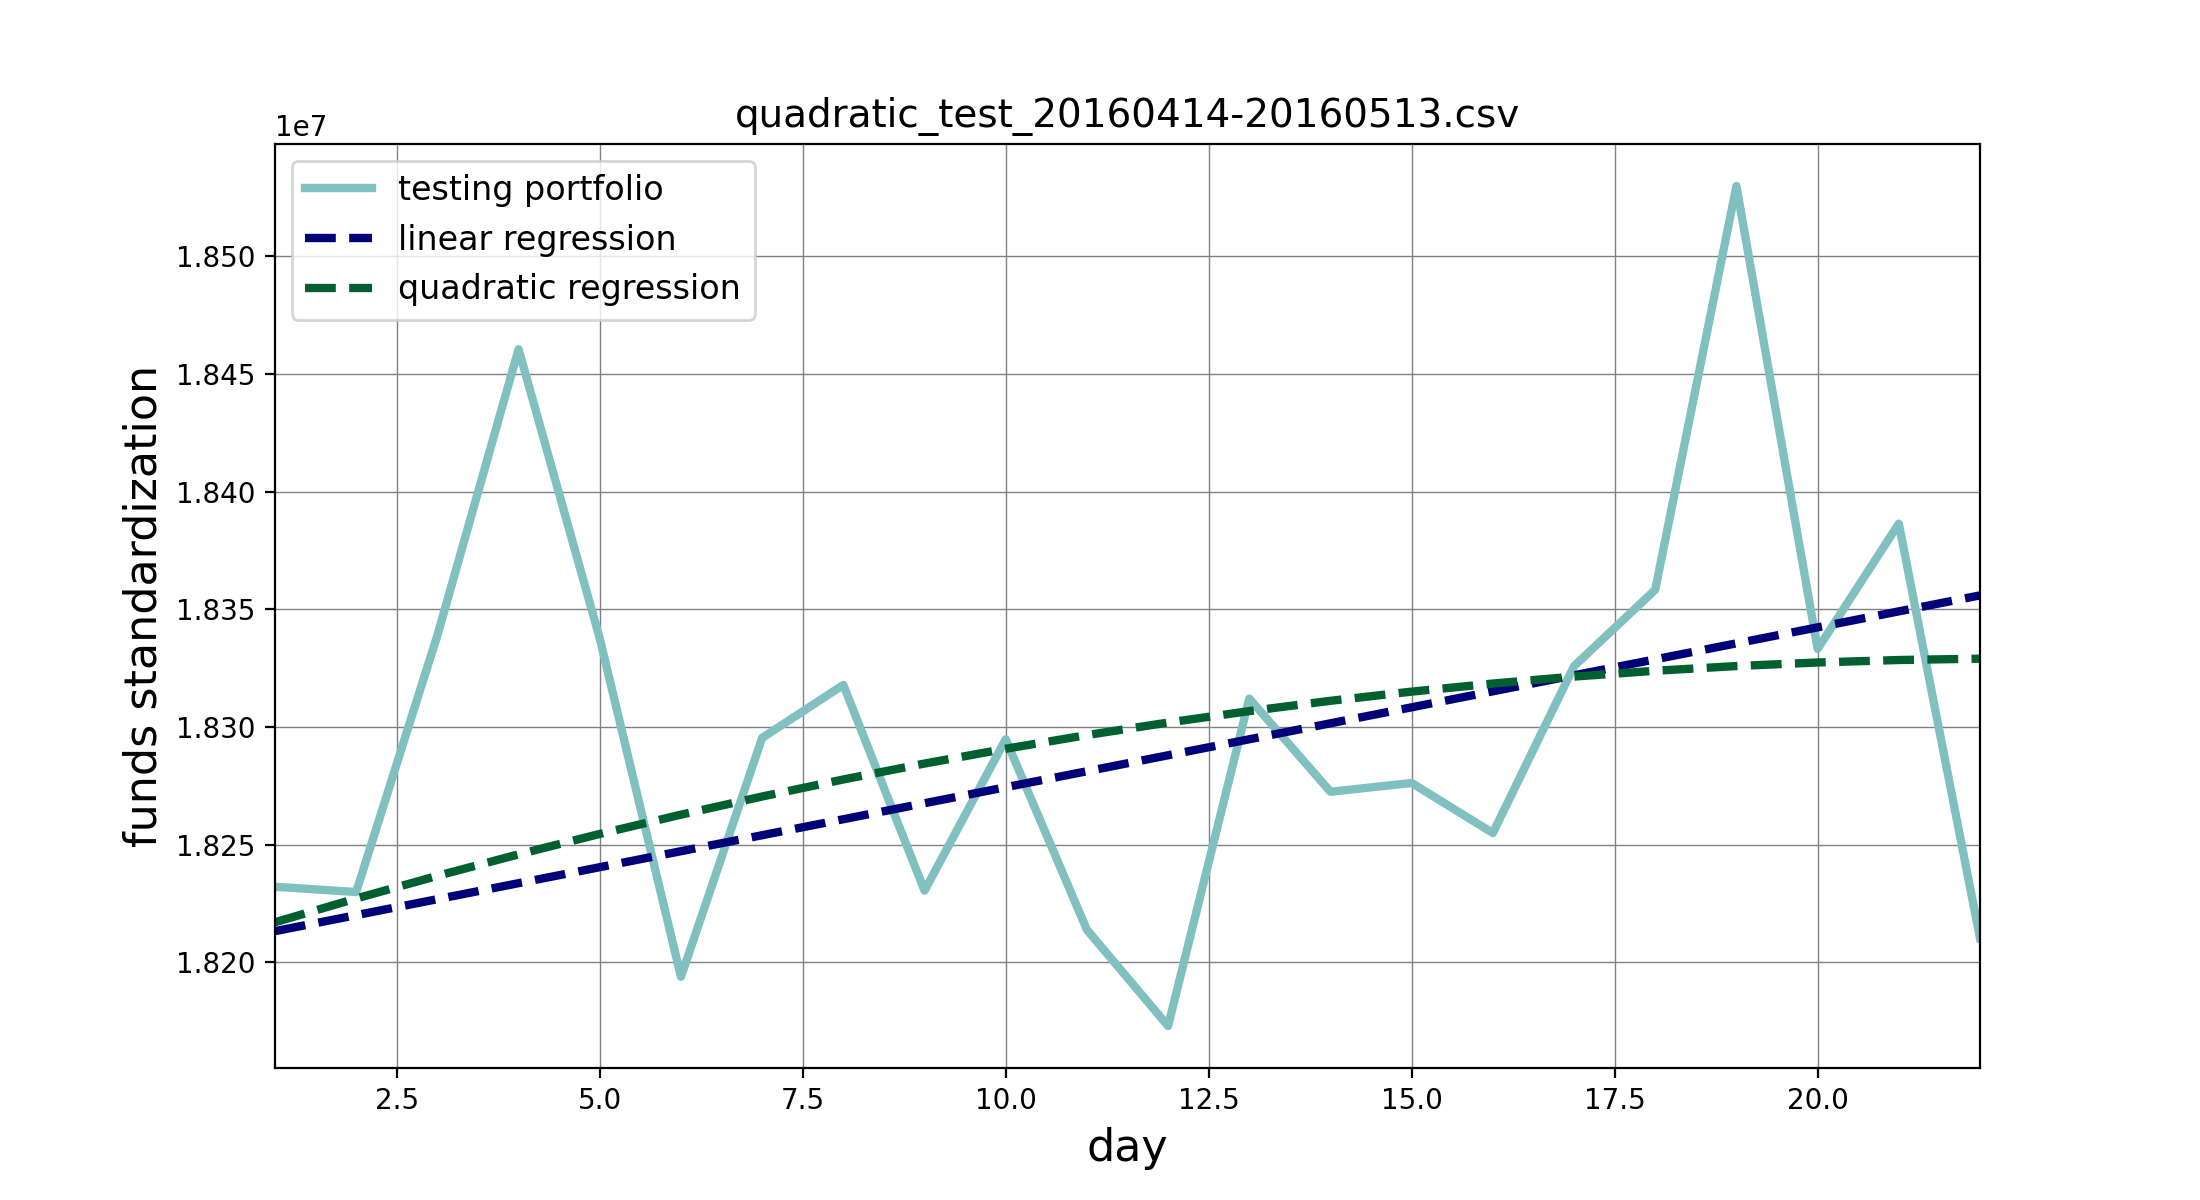 quadratic_test_20160414-20160513.csv
1e7
testing portfolio
linear regression
quadratic regression
1.850
1.845
1.840
1.835
1.830
1.825
1.820
funds standardization
2.5 5.0 7.5 10.0 12.5 15.0 17.5 20.0
day